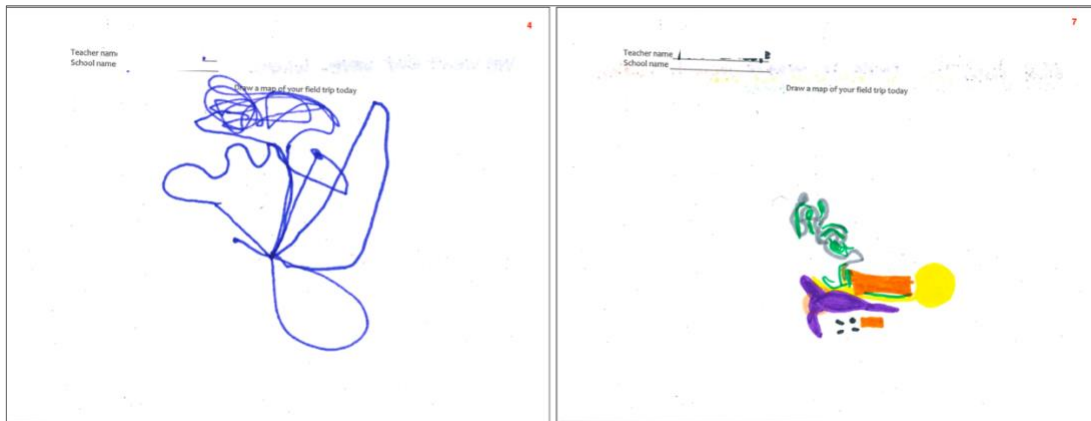 4
Teacher name
School name
Draw a map of your field trip today
7
Teacher name
School name
Draw a map of your field trip today